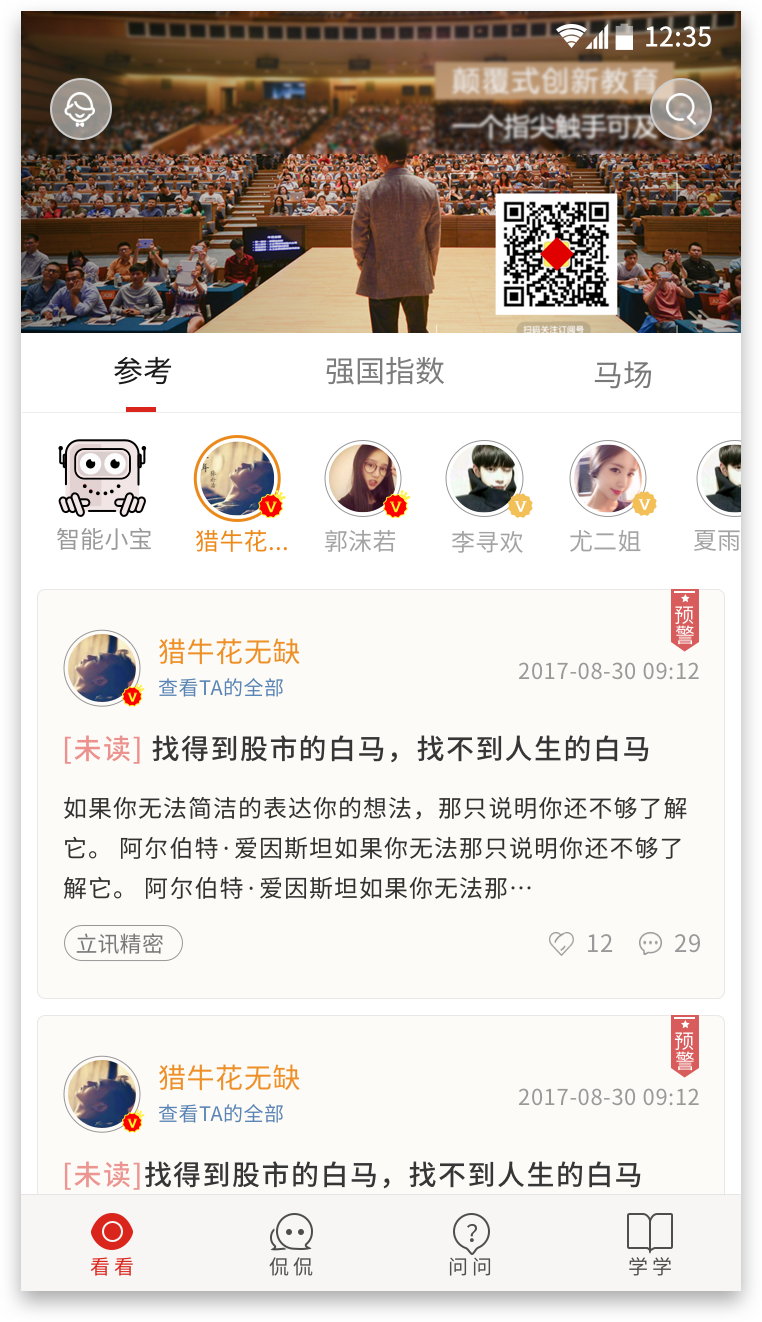 12:35
颠覆式创新教育
一个指尖触手可及
扫码关注订阅号
参考
强国指数
马场
智能小宝
猎牛花...
郭沫若
李寻欢
尤二姐
夏雨
预警
猎牛花无缺
2017-08-30 09:12
查看TA的全部
[未读] 找得到股市的白马，找不到人生的白马
如果你无法简洁的表达你的想法，那只说明你还不够了解
它。 阿尔伯特·爱因斯坦如果你无法那只说明你还不够了
解它。 阿尔伯特·爱因斯坦如果你无法那…
立讯精密
12
29
预警
猎牛花无缺
2017-08-30 09:12
查看TA的全部
[未读]找得到股市的白马，找不到人生的白马
看看
侃侃
问问
学学